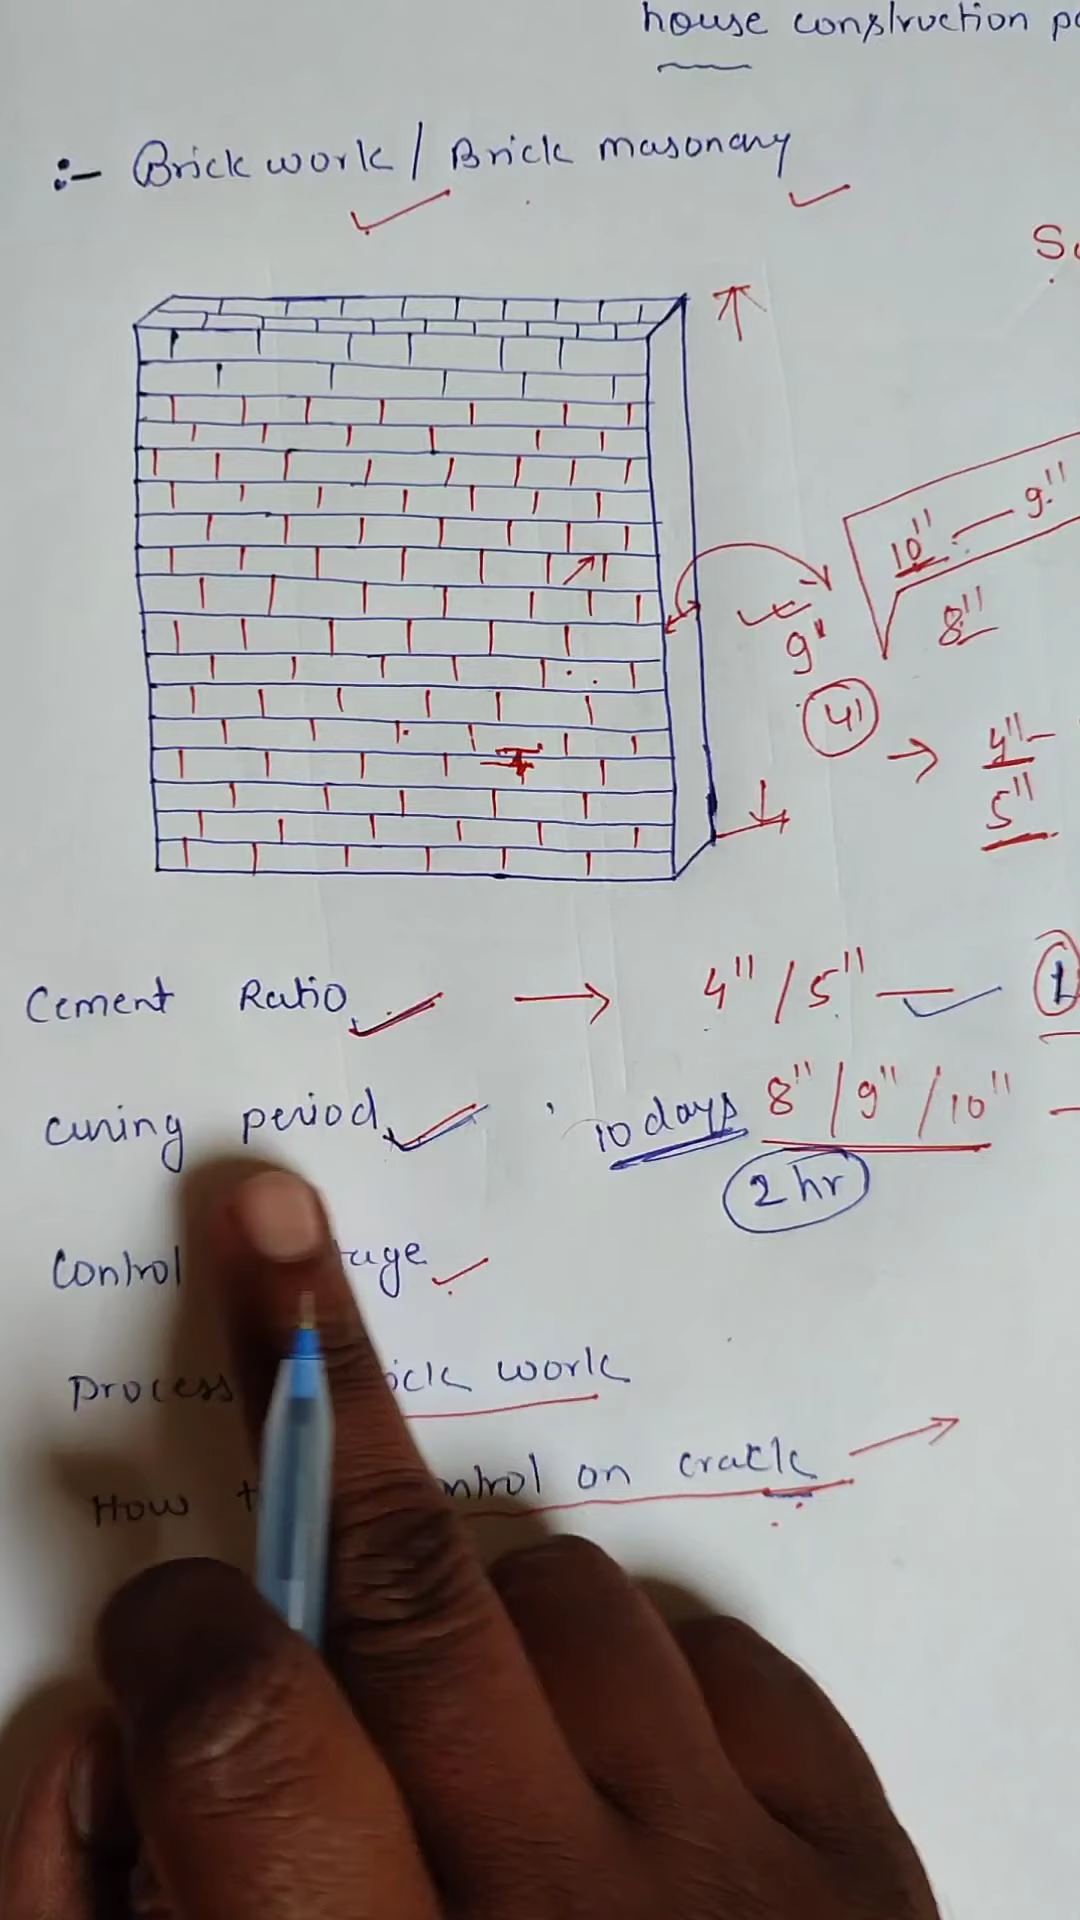 house construction
:- Brick work / Brick masonary
10" 9"
8"
9"
4'
4"
5"
Cement Ratio → 4" / 5"
Curing period 10 days 8" / 9" / 10"
2 hr
Control
Process work
How on crack